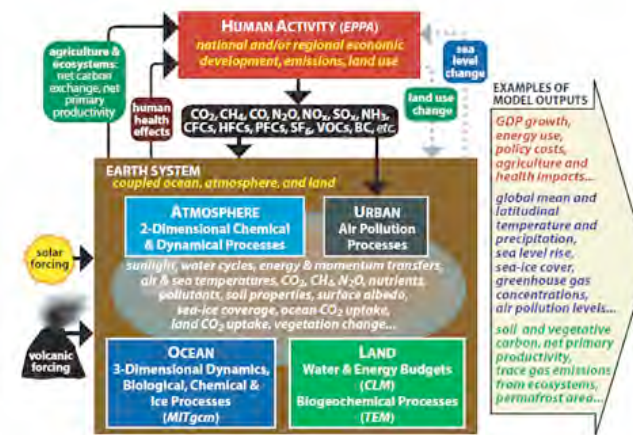 HUMAN ACTIVITY (EPPA)
national and/or regional economic
development, emissions, land use
agriculture &
ecosystems:
net carbon
exchange, net
primary
productivity
human
health
effects
sea
level
change
land use
change
CO₂, CH₄, CO, N₂O, NOₓ, SOₓ, NH₃,
CFCs, HFCs, PFCs, SF₆, VOCs, BC, etc.
EARTH SYSTEM
coupled ocean, atmosphere, and land
ATMOSPHERE
2-Dimensional Chemical
& Dynamical Processes
URBAN
Air Pollution
Processes
sunlight, water cycles, energy & momentum transfers,
air & sea temperatures, CO₂, CH₄, N₂O, nutrients,
pollutants, soil properties, surface albedo,
sea-ice coverage, ocean CO₂ uptake,
land CO₂ uptake, vegetation change...
solar
forcing
volcanic
forcing
OCEAN
3-Dimensional Dynamics,
Biological, Chemical &
Ice Processes
(MITgcm)
LAND
Water & Energy Budgets
(CLM)
Biogeochemical Processes
(TEM)
EXAMPLES OF
MODEL OUTPUTS
GDP growth,
energy use,
policy costs,
agriculture and
health impacts...
global mean and
latitudinal
temperature and
precipitation,
sea level rise,
sea-ice cover,
greenhouse gas
concentrations,
air pollution levels...
soil and vegetative
carbon, net primary
productivity,
trace gas emissions
from ecosystems,
permafrost area...